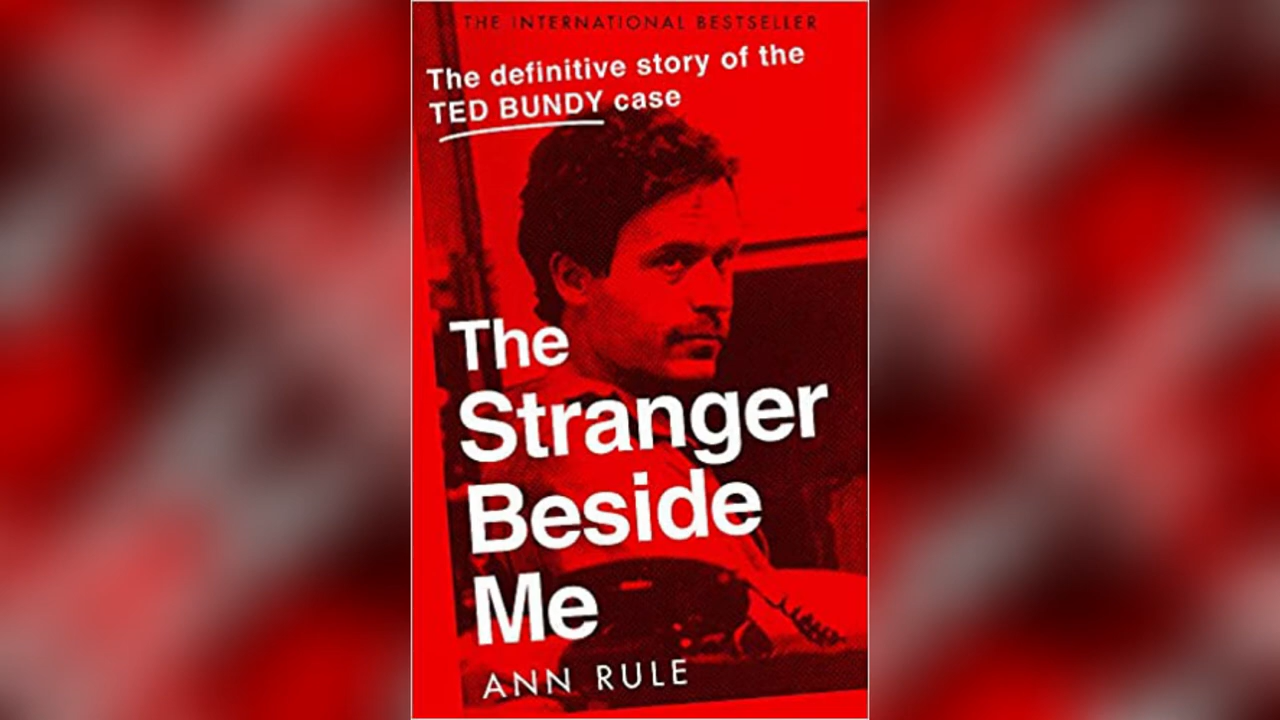 THE INTERNATIONAL BESTSELLER
The definitive story of the
TED BUNDY case
The
Stranger
Beside
Me
ANN RULE